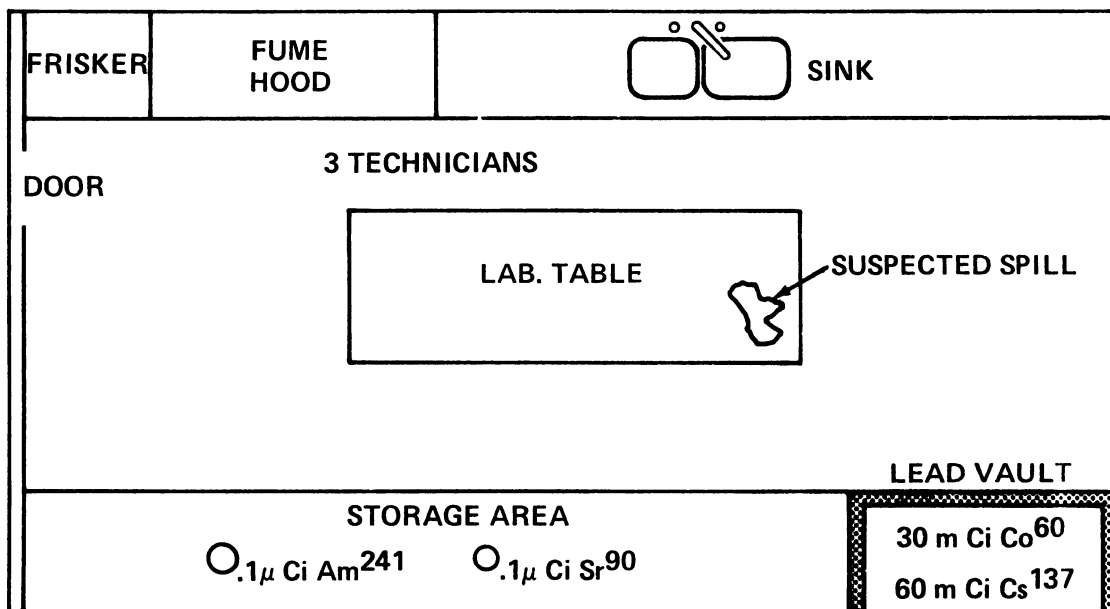 FRISKER
FUME
HOOD
SINK
DOOR
3 TECHNICIANS
LAB. TABLE
SUSPECTED SPILL
LEAD VAULT
STORAGE AREA
.1μ Ci Am²⁴¹
.1μ Ci Sr⁹⁰
30 m Ci Co⁶⁰
60 m Ci Cs¹³⁷